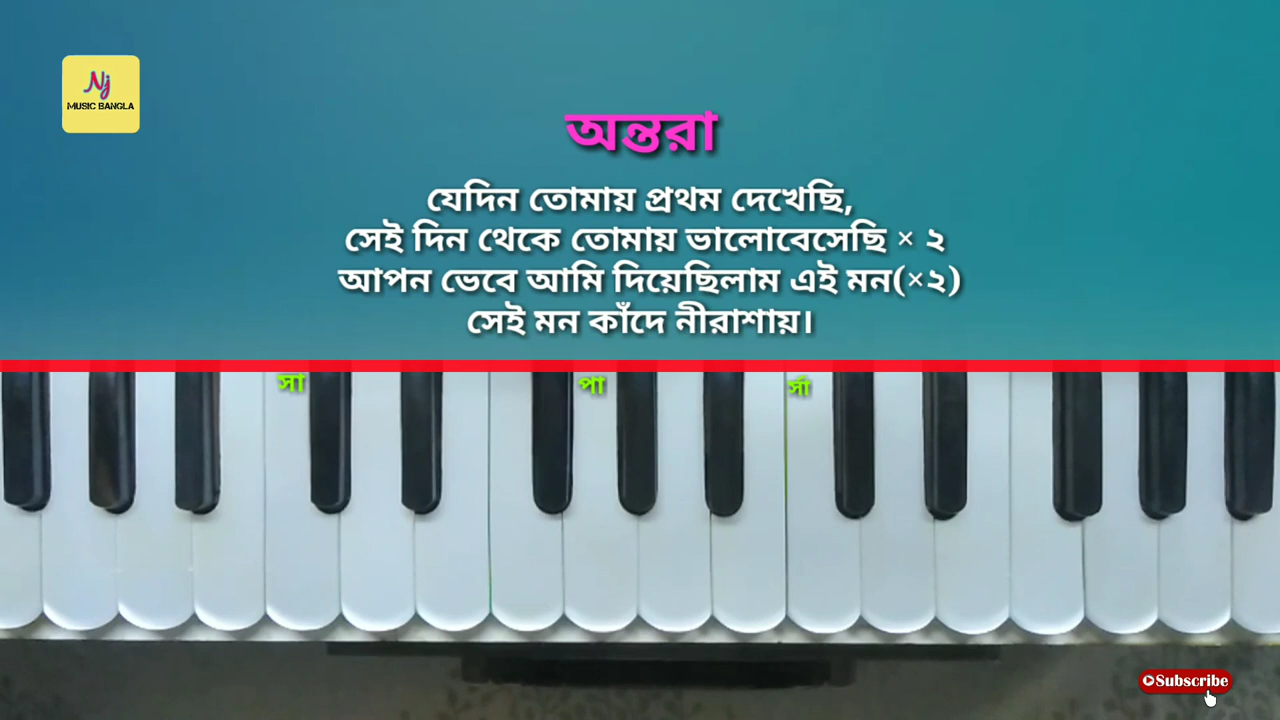 Nj
MUSIC BANGLA
অন্তরা
যেদিন তোমায় প্রথম দেখেছি,
সেই দিন থেকে তোমায় ভালোবেসেছি × ২
আপন ভেবে আমি দিয়েছিলাম এই মন(×২)
সেই মন কাঁদে নীরাশায়।
সা পা র্সা
Subscribe